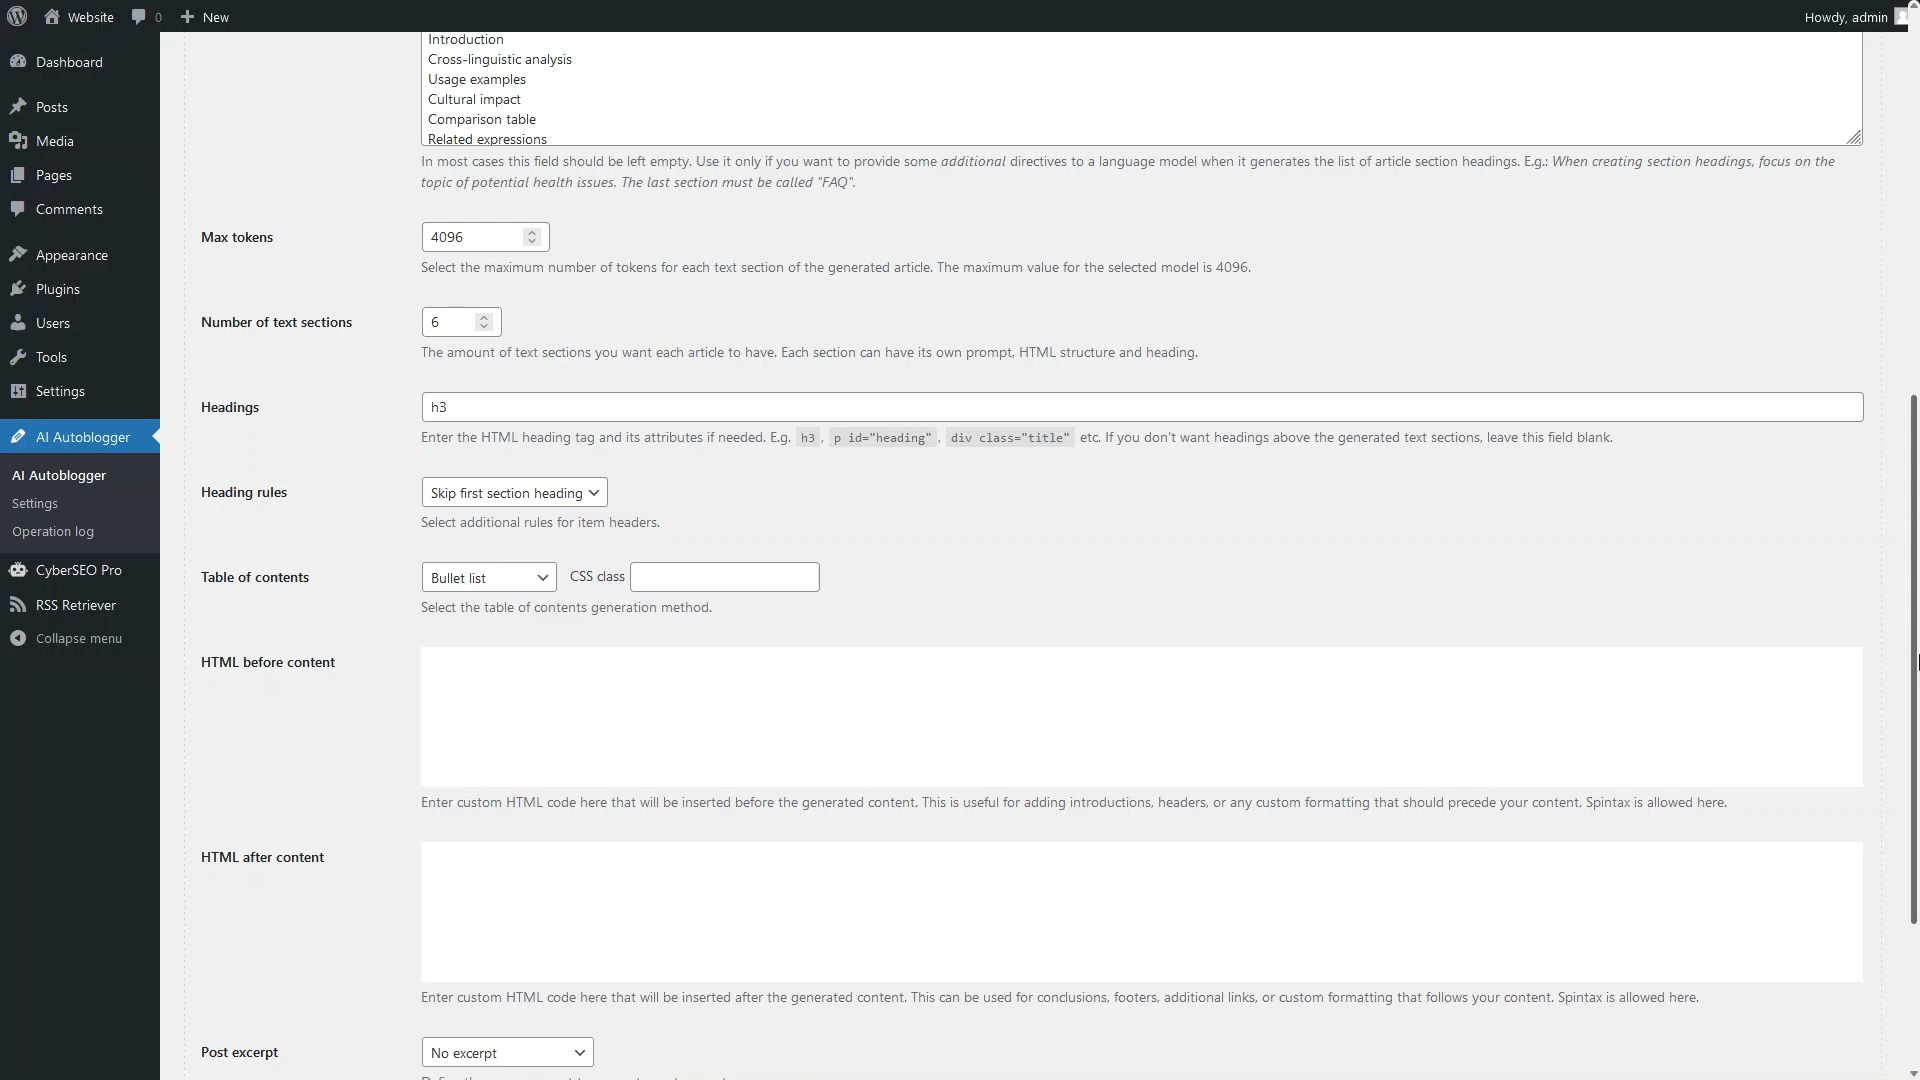 Website 0 New Howdy, admin
Dashboard
Posts
Media
Pages
Comments
Appearance
Plugins
Users
Tools
Settings
AI Autoblogger
AI Autoblogger
Settings
Operation log
CyberSEO Pro
RSS Retriever
Collapse menu
Introduction
Cross-linguistic analysis
Usage examples
Cultural impact
Comparison table
Related expressions
In most cases this field should be left empty. Use it only if you want to provide some additional directives to a language model when it generates the list of article section headings. E.g.: When creating section headings, focus on the
topic of potential health issues. The last section must be called "FAQ".
Max tokens 4096
Select the maximum number of tokens for each text section of the generated article. The maximum value for the selected model is 4096.
Number of text sections 6
The amount of text sections you want each article to have. Each section can have its own prompt, HTML structure and heading.
Headings h3
Enter the HTML heading tag and its attributes if needed. E.g. h3 , p id="heading" , div class="title" etc. If you don't want headings above the generated text sections, leave this field blank.
Heading rules Skip first section heading
Select additional rules for item headers.
Table of contents Bullet list CSS class
Select the table of contents generation method.
HTML before content
Enter custom HTML code here that will be inserted before the generated content. This is useful for adding introductions, headers, or any custom formatting that should precede your content. Spintax is allowed here.
HTML after content
Enter custom HTML code here that will be inserted after the generated content. This can be used for conclusions, footers, additional links, or custom formatting that follows your content. Spintax is allowed here.
Post excerpt No excerpt